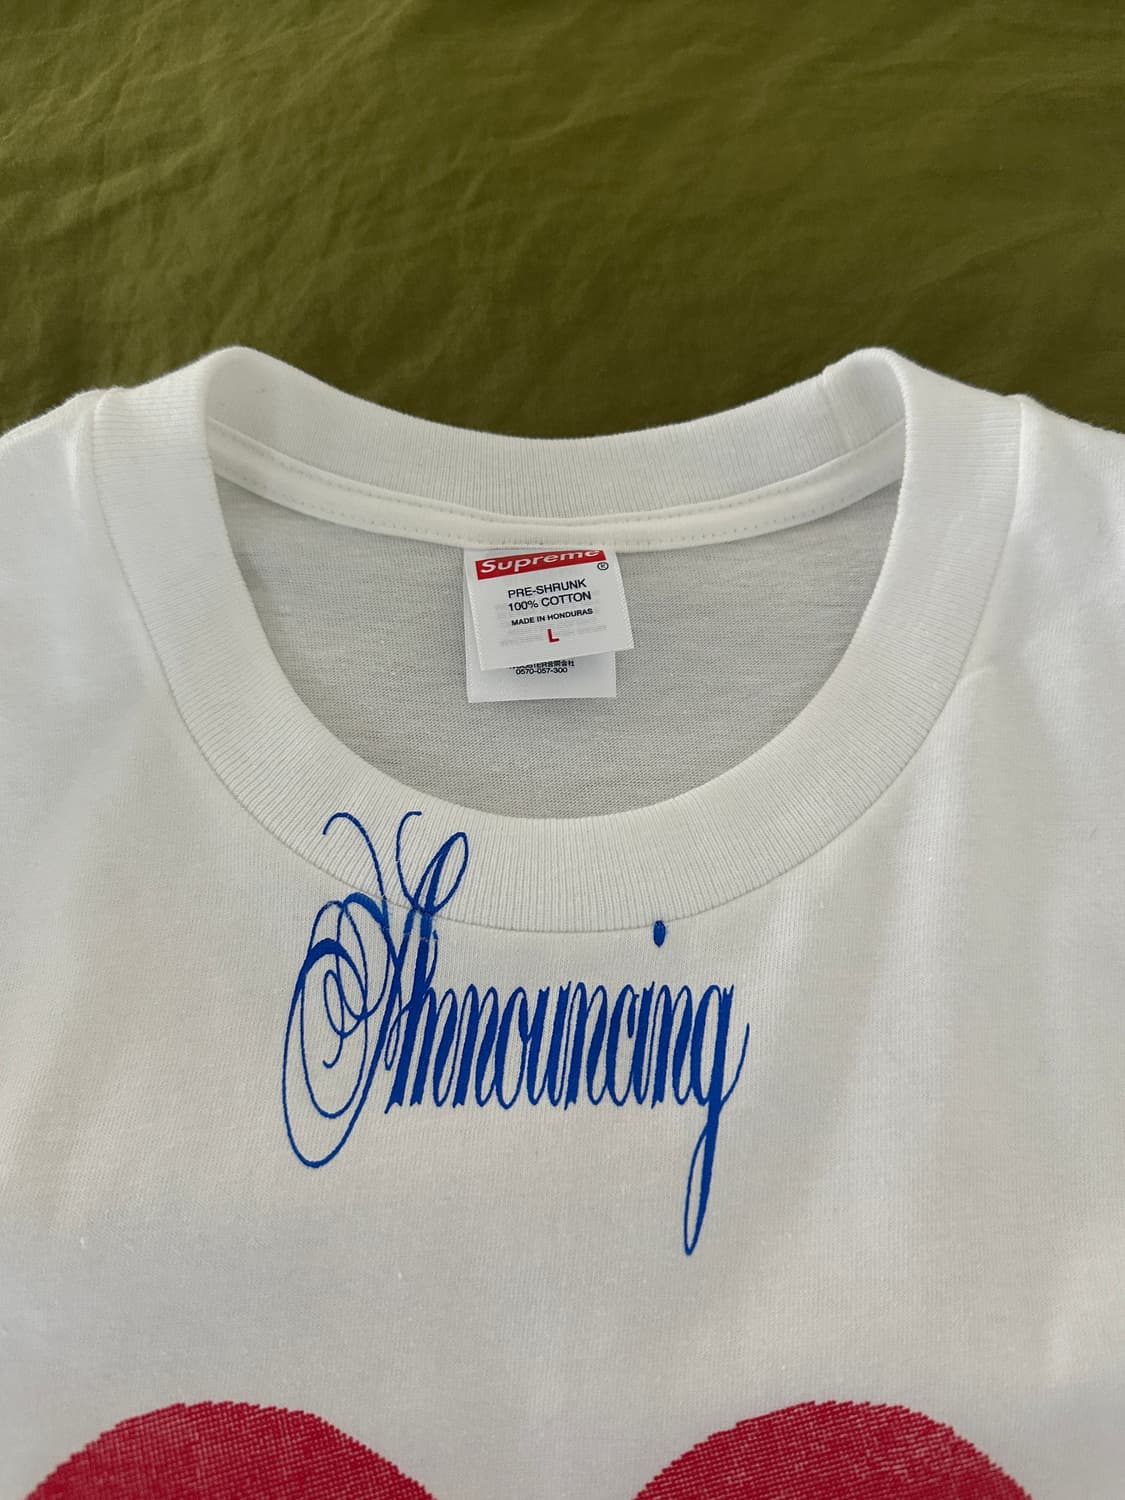 Supreme
®
PRE-SHRUNK
100% COTTON
MADE IN HONDURAS
L
0570-057-300
Announcing